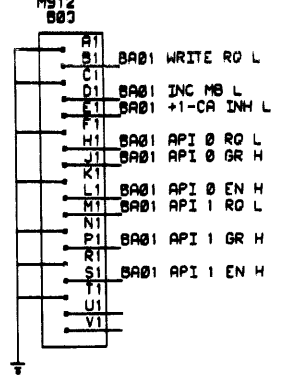 M912
B03
A1
B1 BA01 WRITE RQ L
C1
D1 BA01 INC MB L
E1 BA01 +1-CA INH L
F1
H1 BA01 API 0 RQ L
J1 BA01 API 0 GR H
K1
L1 BA01 API 0 EN H
M1 BA01 API 1 RQ L
N1
P1 BA01 API 1 GR H
R1
S1 BA01 API 1 EN H
T1
U1
V1